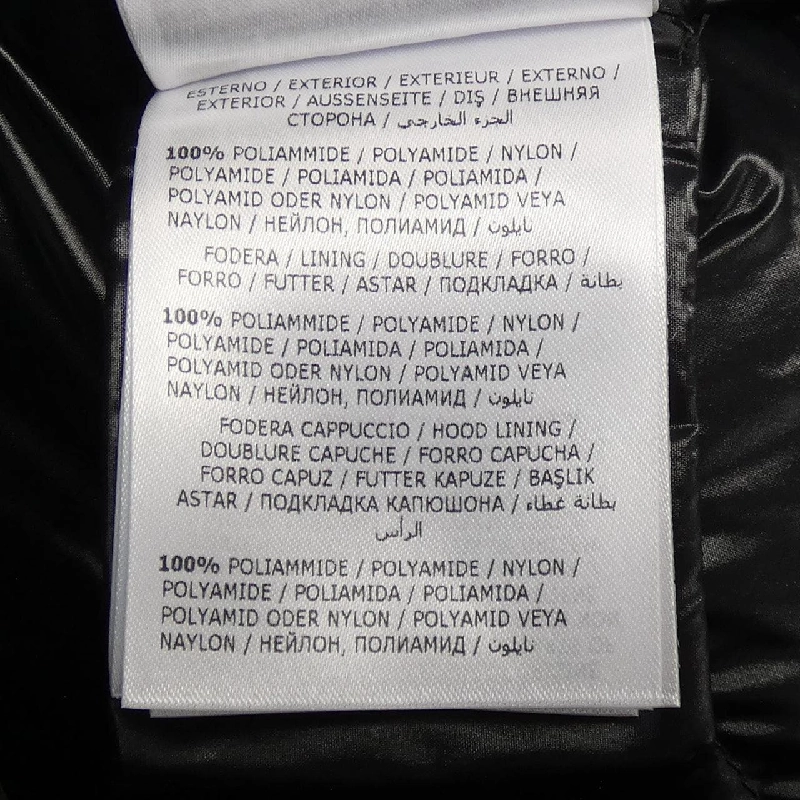 ESTERNO / EXTERIOR / EXTERIEUR / EXTERNO /
EXTERIOR / AUSSENSEITE / DIŞ / ВНЕШНЯЯ
СТОРОНА / الجزء الخارجي
100% POLIAMMIDE / POLYAMIDE / NYLON /
POLYAMIDE / POLIAMIDA / POLIAMIDA /
POLYAMID ODER NYLON / POLYAMID VEYA
NAYLON / НЕЙЛОН, ПОЛИАМИД / نايلون
FODERA / LINING / DOUBLURE / FORRO /
FORRO / FUTTER / ASTAR / ПОДКЛАДКА / بطانة
100% POLIAMMIDE / POLYAMIDE / NYLON /
POLYAMIDE / POLIAMIDA / POLIAMIDA /
POLYAMID ODER NYLON / POLYAMID VEYA
NAYLON / НЕЙЛОН, ПОЛИАМИД / نايلون
FODERA CAPPUCCIO / HOOD LINING /
DOUBLURE CAPUCHE / FORRO CAPUCHA /
FORRO CAPUZ / FUTTER KAPUZE / BAŞLIK
ASTAR / ПОДКЛАДКА КАПЮШОНА / بطانة غطاء
الرأس
100% POLIAMMIDE / POLYAMIDE / NYLON /
POLYAMIDE / POLIAMIDA / POLIAMIDA /
POLYAMID ODER NYLON / POLYAMID VEYA
NAYLON / НЕЙЛОН, ПОЛИАМИД / نايلون